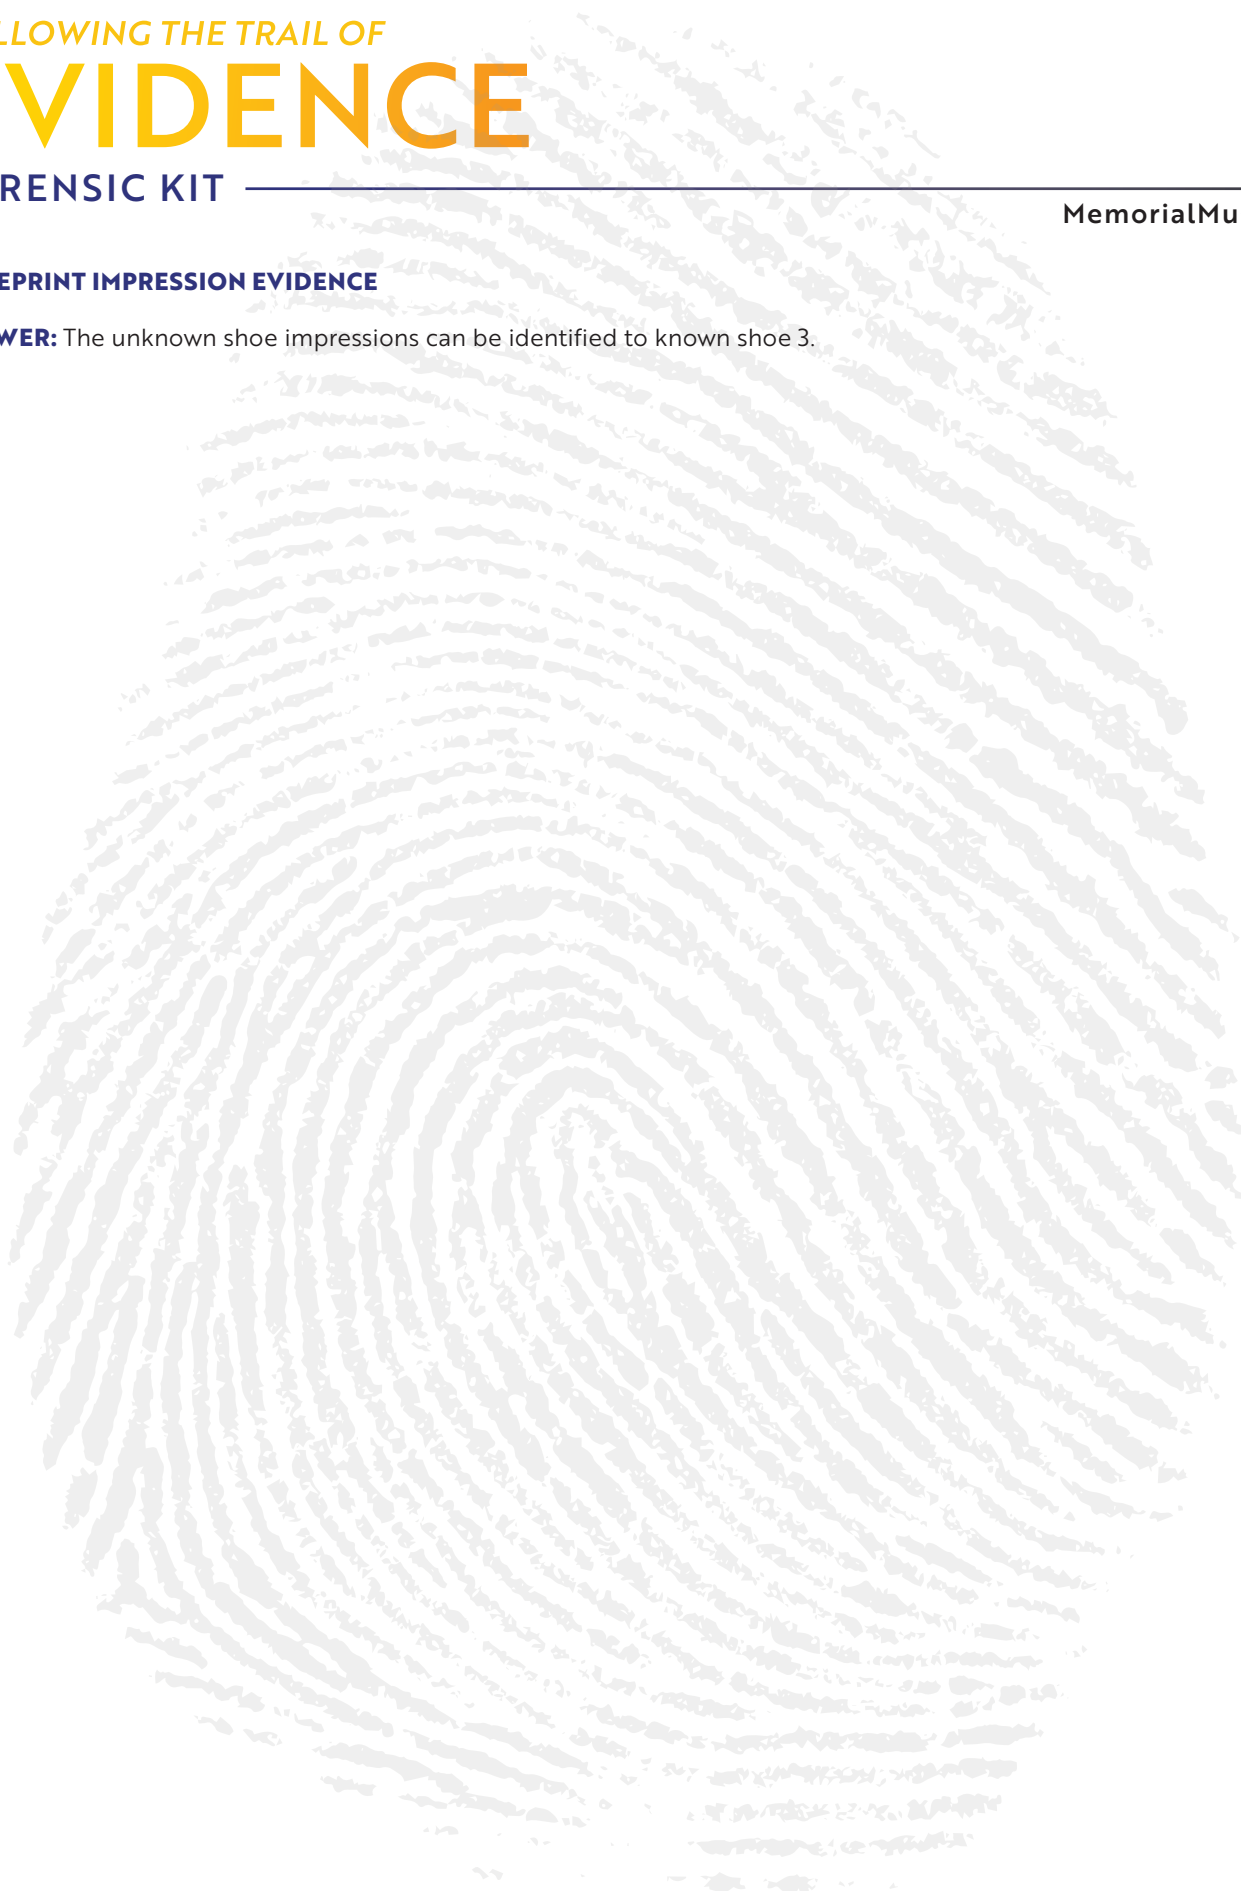 LLOWING THE TRAIL OF
VIDENCE
RENSIC KIT
MemorialMu
EPRINT IMPRESSION EVIDENCE
WER: The unknown shoe impressions can be identified to known shoe 3.